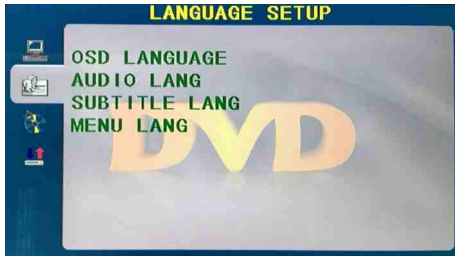 LANGUAGE SETUP
OSD LANGUAGE
AUDIO LANG
SUBTITLE LANG
MENU LANG
DVD